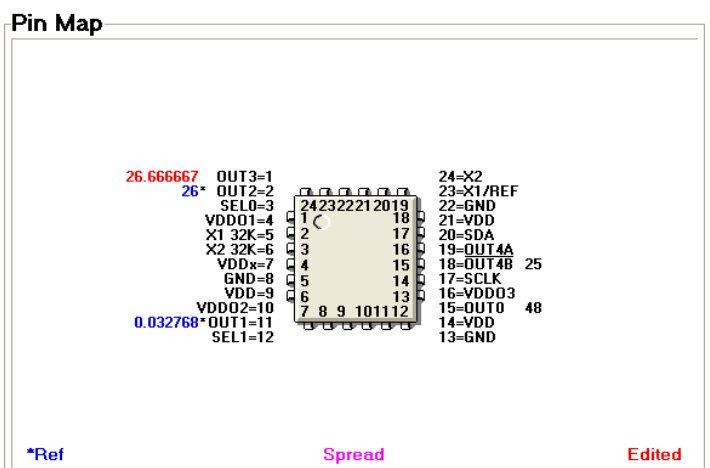 Pin Map
26.666667 OUT3=1
26* OUT2=2
SEL0=3
VDDO1=4
X1 32K=5
X2 32K=6
VDDx=7
GND=8
VDD=9
VDDO2=10
0.032768*OUT1=11
SEL1=12
24 23 22 21 20 19
1 18
2 17
3 16
4 15
5 14
6 13
7 8 9 10 11 12
24=X2
23=X1/REF
22=GND
21=VDD
20=SDA
19=OUT4A
18=OUT4B 25
17=SCLK
16=VDDO3
15=OUT0 48
14=VDD
13=GND
*Ref Spread Edited